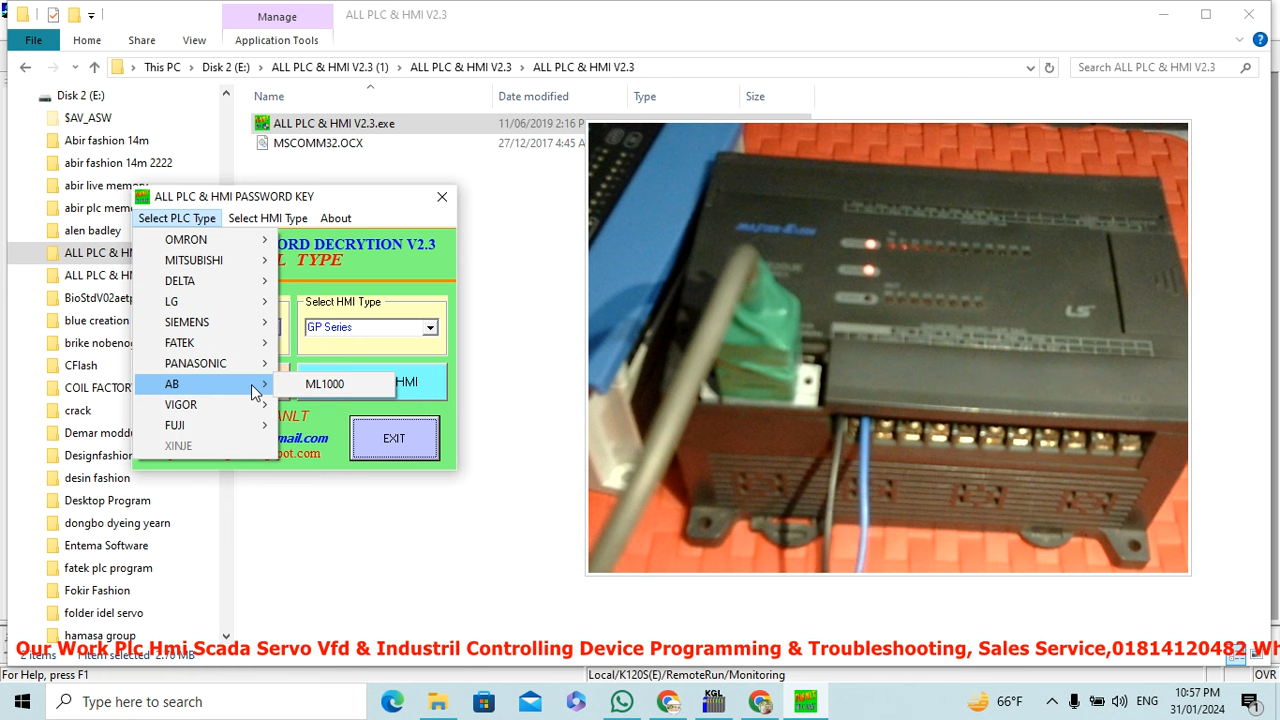 Manage
ALL PLC & HMI V2.3
File
Home
Share
View
Application Tools
This PC
Disk 2 (E:)
ALL PLC & HMI V2.3 (1)
ALL PLC & HMI V2.3
ALL PLC & HMI V2.3
Search ALL PLC & HMI V2.3
Disk 2 (E:)
$AV_ASW
Abir fashion 14m
abir fashion 14m 2222
abir live memory
abir plc mem
alen badley
ALL PLC & H
ALL PLC & H
BioStdV02aetp
blue creation
brike nobeno
CFlash
COIL FACTOR
crack
Demar modd
Designfashion
desin fashion
Desktop Program
dongbo dyeing yearn
Entema Software
fatek plc program
Fokir Fashion
folder idel servo
hamasa group
Name
Date modified
Type
Size
ALL PLC & HMI V2.3.exe
11/06/2019 2:16 P
MSCOMM32.OCX
27/12/2017 4:45 A
ALL PLC & HMI PASSWORD KEY
Select PLC Type
Select HMI Type
About
ORD DECRYTION V2.3
L TYPE
OMRON
MITSUBISHI
DELTA
LG
SIEMENS
FATEK
PANASONIC
AB
VIGOR
FUJI
XINJE
ML1000
Select HMI Type
GP Series
HMI
ANLT
mail.com
pot.com
EXIT
LS
Our Work Plc Hmi Scada Servo Vfd & Industril Controlling Device Programming & Troubleshooting, Sales Service,01814120482 Wh
2 items
1 item selected 2.78 MB
For Help, press F1
Local/K120S(E)/RemoteRun/Monitoring
OVR
Type here to search
KGL
66°F
ENG
10:57 PM
31/01/2024
1